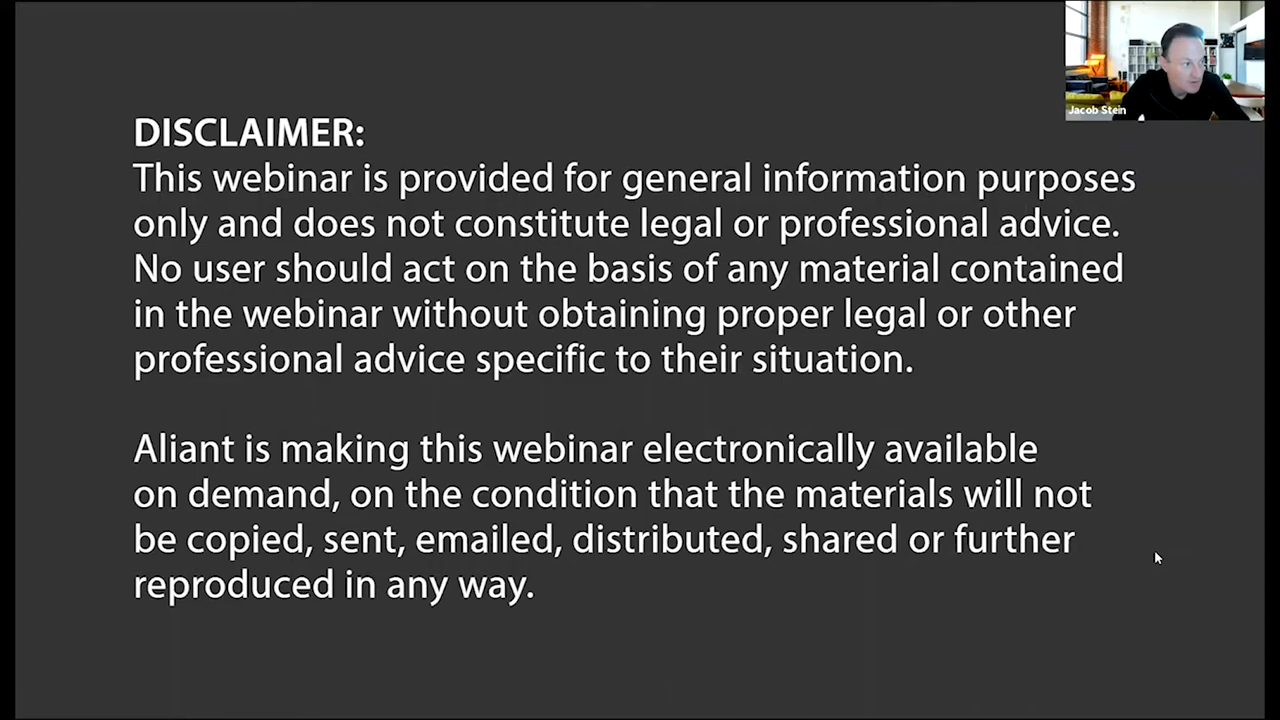 Jacob Stein
DISCLAIMER:
This webinar is provided for general information purposes
only and does not constitute legal or professional advice.
No user should act on the basis of any material contained
in the webinar without obtaining proper legal or other
professional advice specific to their situation.
Aliant is making this webinar electronically available
on demand, on the condition that the materials will not
be copied, sent, emailed, distributed, shared or further
reproduced in any way.